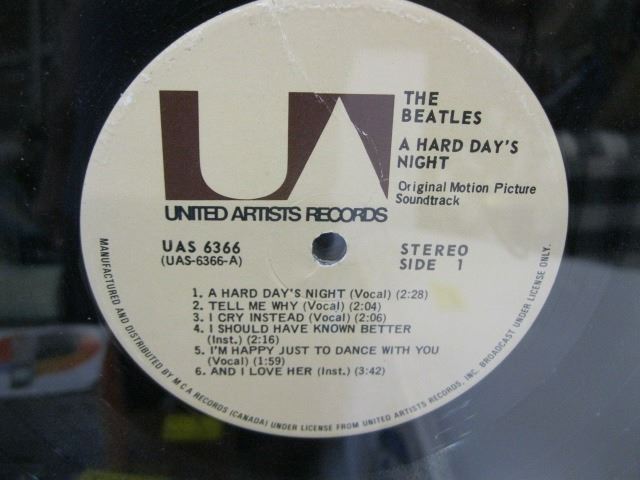 THE
BEATLES
A HARD DAY'S
NIGHT
Original Motion Picture
Soundtrack
UA
UNITED ARTISTS RECORDS
UAS 6366
(UAS-6366-A)
STEREO
SIDE 1
1. A HARD DAY'S NIGHT (Vocal) (2:28)
2. TELL ME WHY (Vocal) (2:04)
3. I CRY INSTEAD (Vocal) (2:06)
4. I SHOULD HAVE KNOWN BETTER
(Inst.) (2:16)
5. I'M HAPPY JUST TO DANCE WITH YOU
(Vocal) (1:59)
6. AND I LOVE HER (Inst.) (3:42)
MANUFACTURED AND DISTRIBUTED BY M C A RECORDS (CANADA) UNDER LICENSE FROM UNITED ARTISTS RECORDS, INC. BROADCAST UNDER LICENSE ONLY.